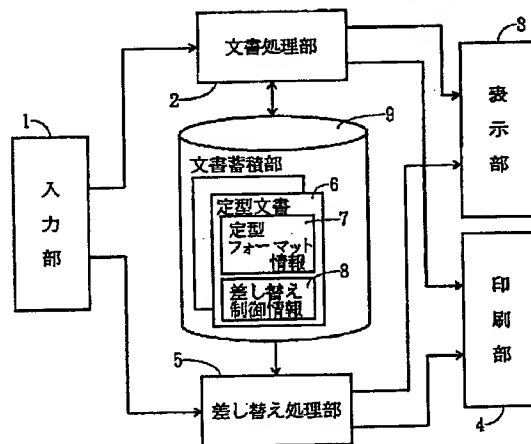 文書処理部
2
3
表示部
1
入力部
9
文書蓄積部
6
定型文書
7
定型
フォーマット
情報
8
差し替え
制御情報
印刷部
4
5
差し替え処理部